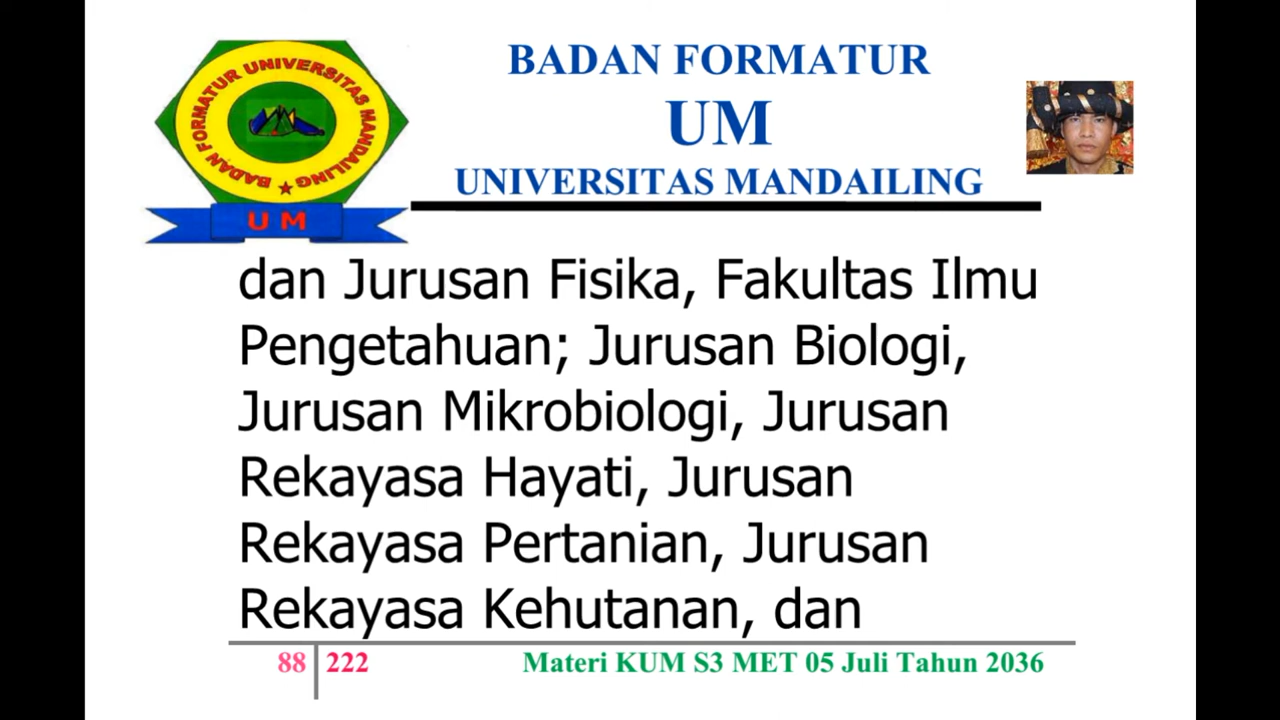 BADAN FORMATUR UNIVERSITAS MANDAILING
U M
BADAN FORMATUR
UM
UNIVERSITAS MANDAILING
dan Jurusan Fisika, Fakultas Ilmu
Pengetahuan; Jurusan Biologi,
Jurusan Mikrobiologi, Jurusan
Rekayasa Hayati, Jurusan
Rekayasa Pertanian, Jurusan
Rekayasa Kehutanan, dan
88 222 Materi KUM S3 MET 05 Juli Tahun 2036